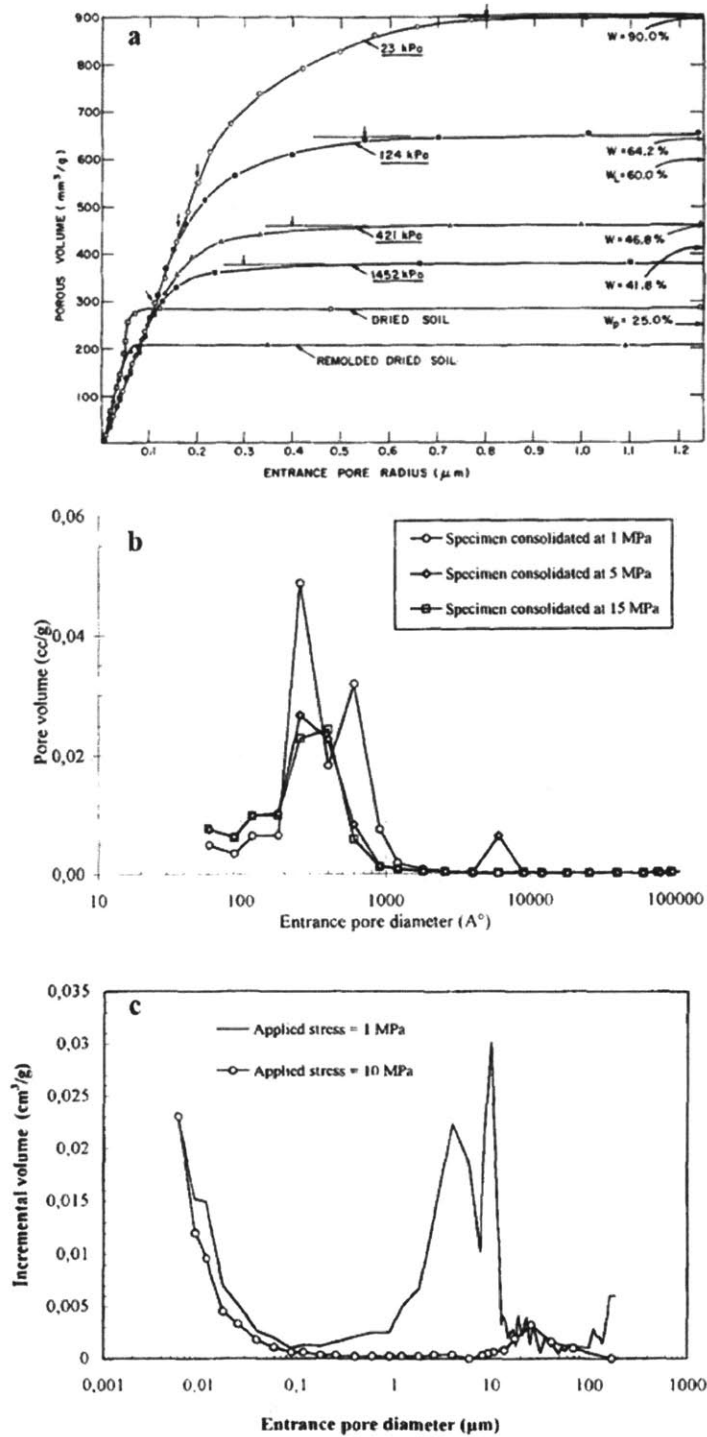 a
900
800
700
600
500
400
300
200
100
POROUS VOLUME (mm³/g)
23 kPa
W=90.0%
124 kPa
W=64.2%
W_L=60.0%
421 kPa
W=46.8%
1452 kPa
W=41.8%
DRIED SOIL
W_p=25.0%
REMOLDED DRIED SOIL
0.1 0.2 0.3 0.4 0.5 0.6 0.7 0.8 0.9 1.0 1.1 1.2
ENTRANCE PORE RADIUS (μm)
b
0,06
0,04
0,02
0,00
Pore volume (cc/g)
Specimen consolidated at 1 MPa
Specimen consolidated at 5 MPa
Specimen consolidated at 15 MPa
10 100 1000 10000 100000
Entrance pore diameter (A°)
c
0,035
0,03
0,025
0,02
0,015
0,01
0,005
0
Incremental volume (cm³/g)
Applied stress = 1 MPa
Applied stress = 10 MPa
0,001 0,01 0,1 1 10 100 1000
Entrance pore diameter (μm)